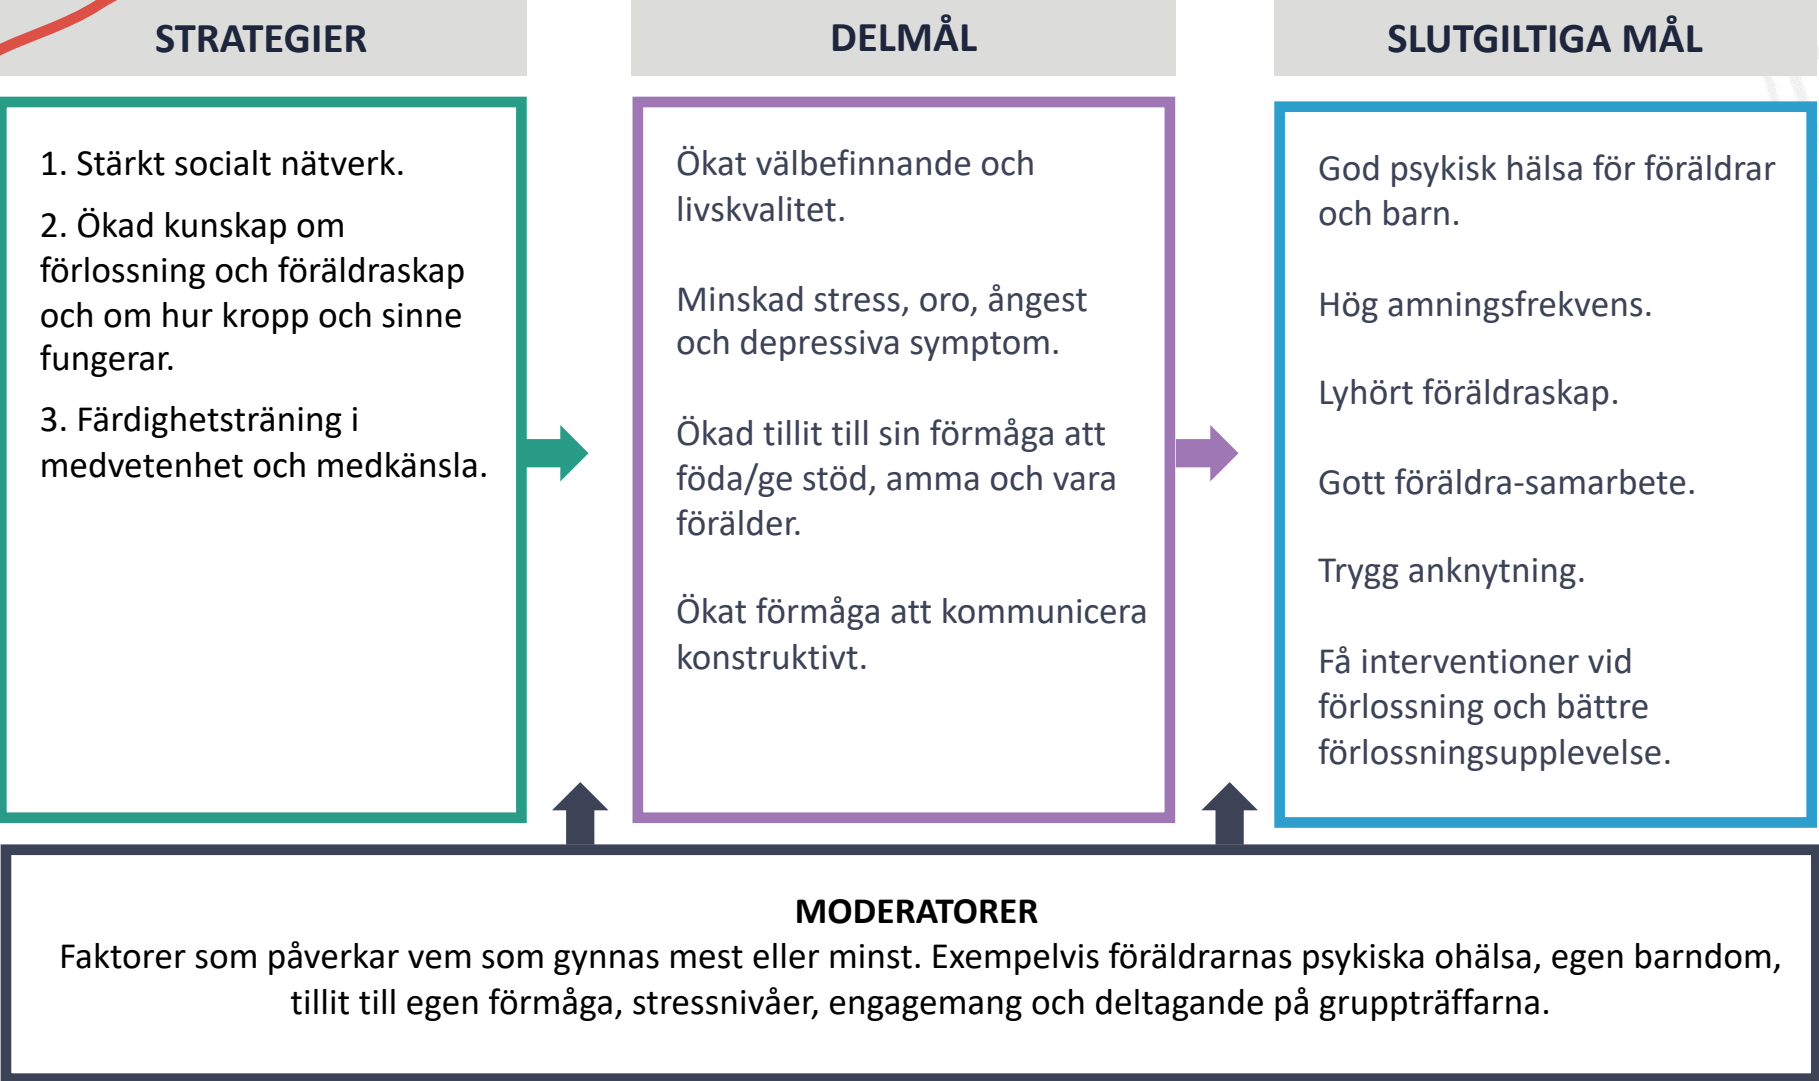 STRATEGIER
1. Stärkt socialt nätverk.
2. Ökad kunskap om
förlossning och föräldraskap
och om hur kropp och sinne
fungerar.
3. Färdighetsträning i
medvetenhet och medkänsla.
DELMÅL
Ökat välbefinnande och
livskvalitet.
Minskad stress, oro, ångest
och depressiva symptom.
Ökad tillit till sin förmåga att
föda/ge stöd, amma och vara
förälder.
Ökat förmåga att kommunicera
konstruktivt.
SLUTGILTIGA MÅL
God psykisk hälsa för föräldrar
och barn.
Hög amningsfrekvens.
Lyhört föräldraskap.
Gott föräldra-samarbete.
Trygg anknytning.
Få interventioner vid
förlossning och bättre
förlossningsupplevelse.
MODERATORER
Faktorer som påverkar vem som gynnas mest eller minst. Exempelvis föräldrarnas psykiska ohälsa, egen barndom,
tillit till egen förmåga, stressnivåer, engagemang och deltagande på gruppträffarna.